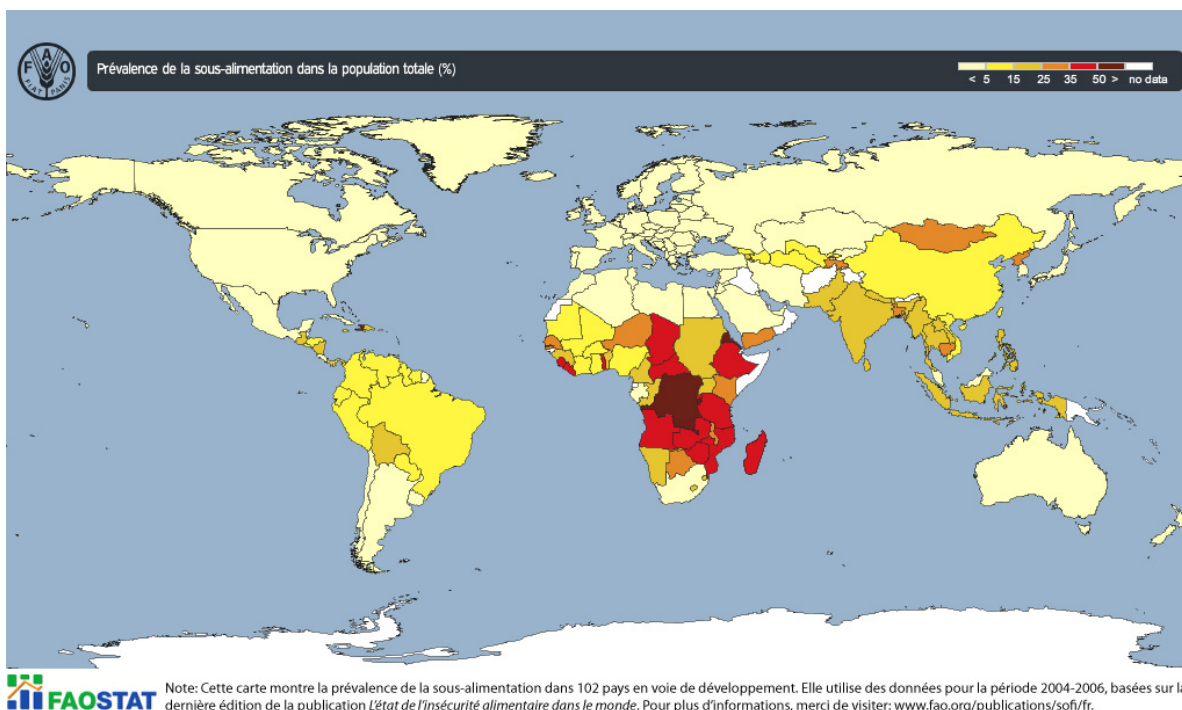 FAO
FIAT PANIS
Prévalence de la sous-alimentation dans la population totale (%)
< 5 15 25 35 50 > no data
FAOSTAT
Note: Cette carte montre la prévalence de la sous-alimentation dans 102 pays en voie de développement. Elle utilise des données pour la période 2004-2006, basées sur la
dernière édition de la publication L'état de l'insécurité alimentaire dans le monde. Pour plus d'informations, merci de visiter: www.fao.org/publications/sofi/fr.